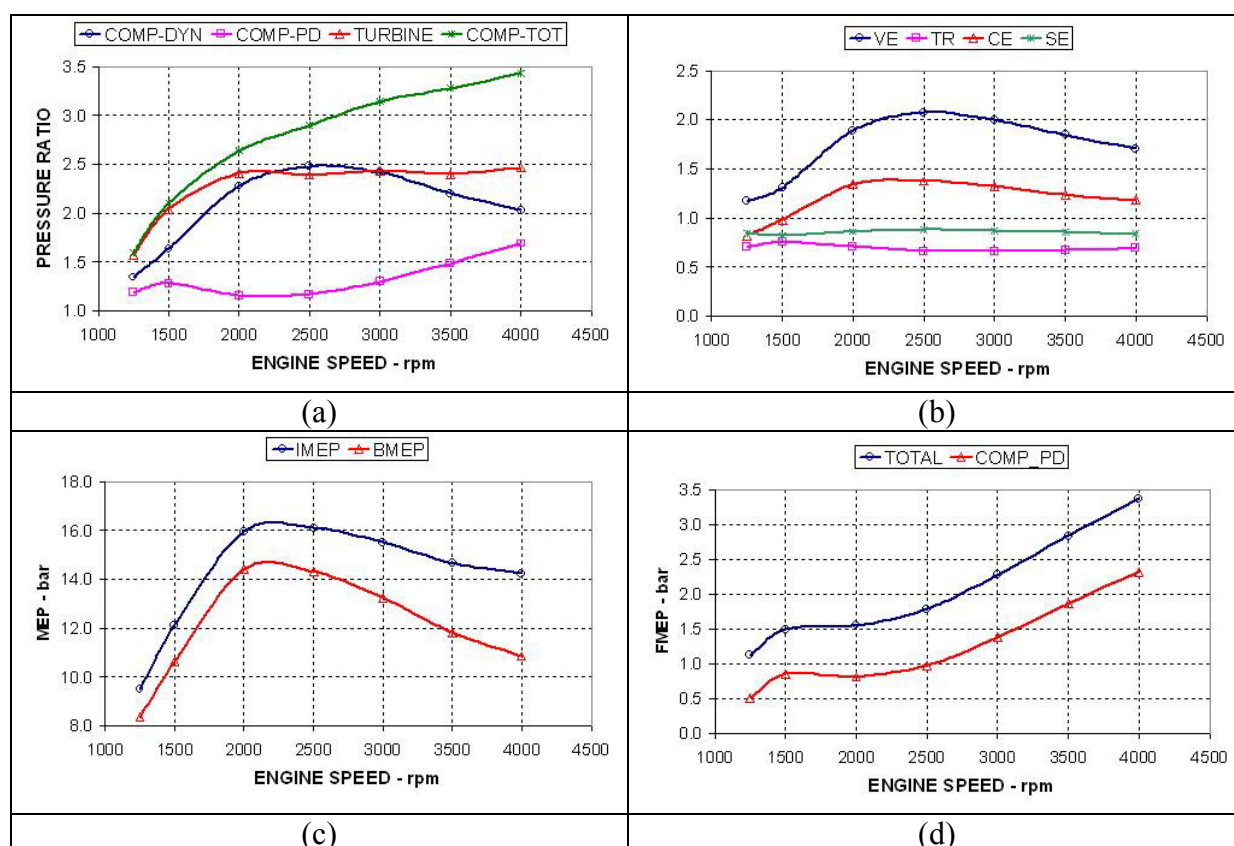 COMP-DYN COMP-PD TURBINE COMP-TOT
PRESSURE RATIO
3.5
3.0
2.5
2.0
1.5
1.0
1000 1500 2000 2500 3000 3500 4000 4500
ENGINE SPEED - rpm
(a)
VE TR CE SE
2.5
2.0
1.5
1.0
0.5
0.0
1000 1500 2000 2500 3000 3500 4000 4500
ENGINE SPEED - rpm
(b)
IMEP BMEP
MEP - bar
18.0
16.0
14.0
12.0
10.0
8.0
1000 1500 2000 2500 3000 3500 4000 4500
ENGINE SPEED - rpm
(c)
TOTAL COMP_PD
FMEP - bar
3.5
3.0
2.5
2.0
1.5
1.0
0.5
0.0
1000 1500 2000 2500 3000 3500 4000 4500
ENGINE SPEED - rpm
(d)